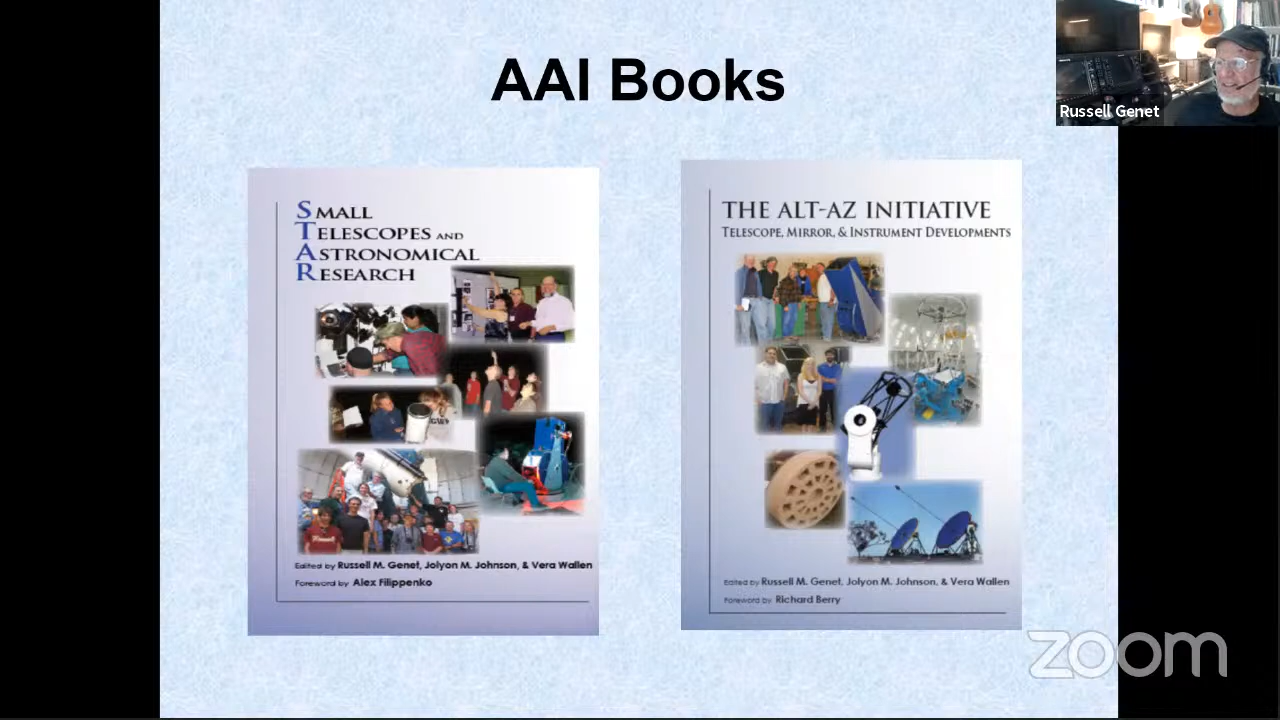 AAI Books
Russell Genet
SMALL
TELESCOPES AND
ASTRONOMICAL
RESEARCH
Edited by Russell M. Genet, Jolyon M. Johnson, & Vera Wallen
Foreword by Alex Filippenko
THE ALT-AZ INITIATIVE
TELESCOPE, MIRROR, & INSTRUMENT DEVELOPMENTS
Edited by Russell M. Genet, Jolyon M. Johnson, & Vera Wallen
Foreword by Richard Berry
zoom